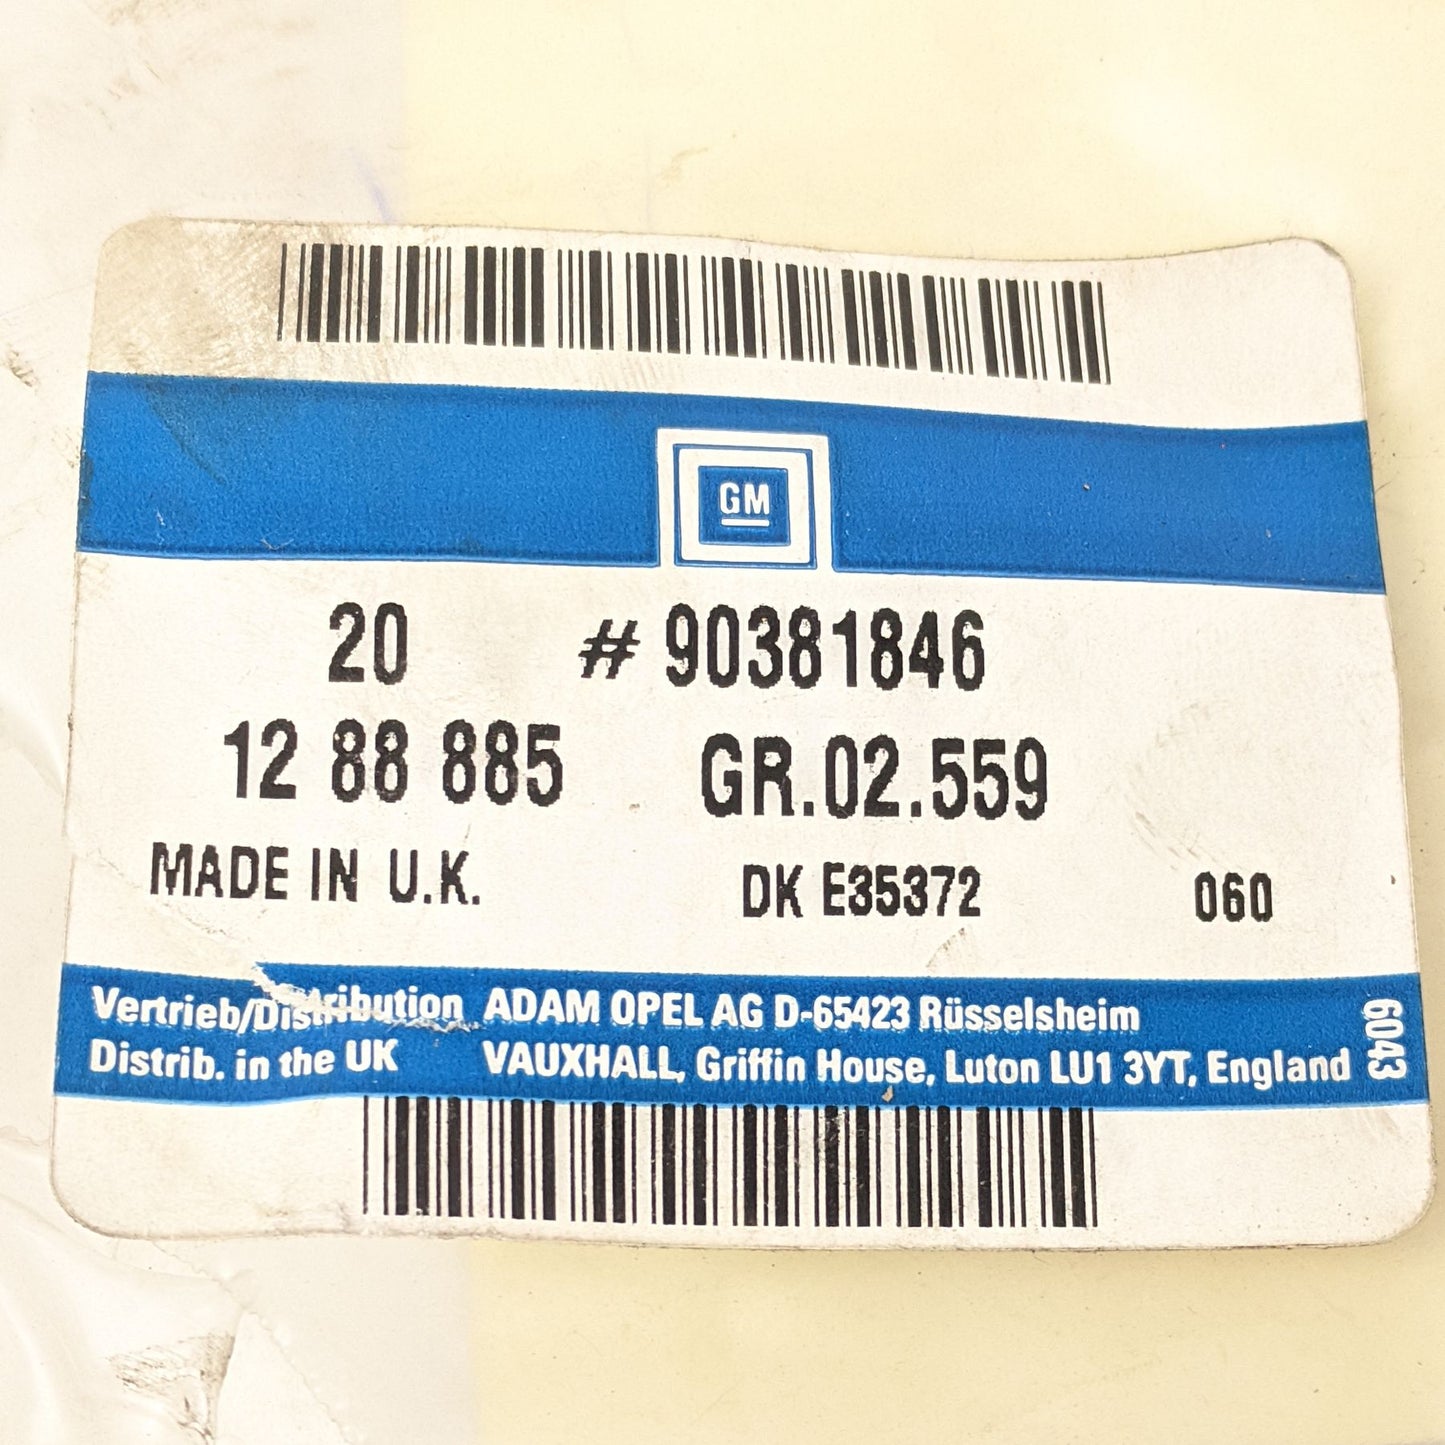 GM
20 # 90381846
12 88 885 GR.02.559
MADE IN U.K. DK E35372 060
Vertrieb/Distribution ADAM OPEL AG D-65423 Rüsselsheim
Distrib. in the UK VAUXHALL, Griffin House, Luton LU1 3YT, England
6043